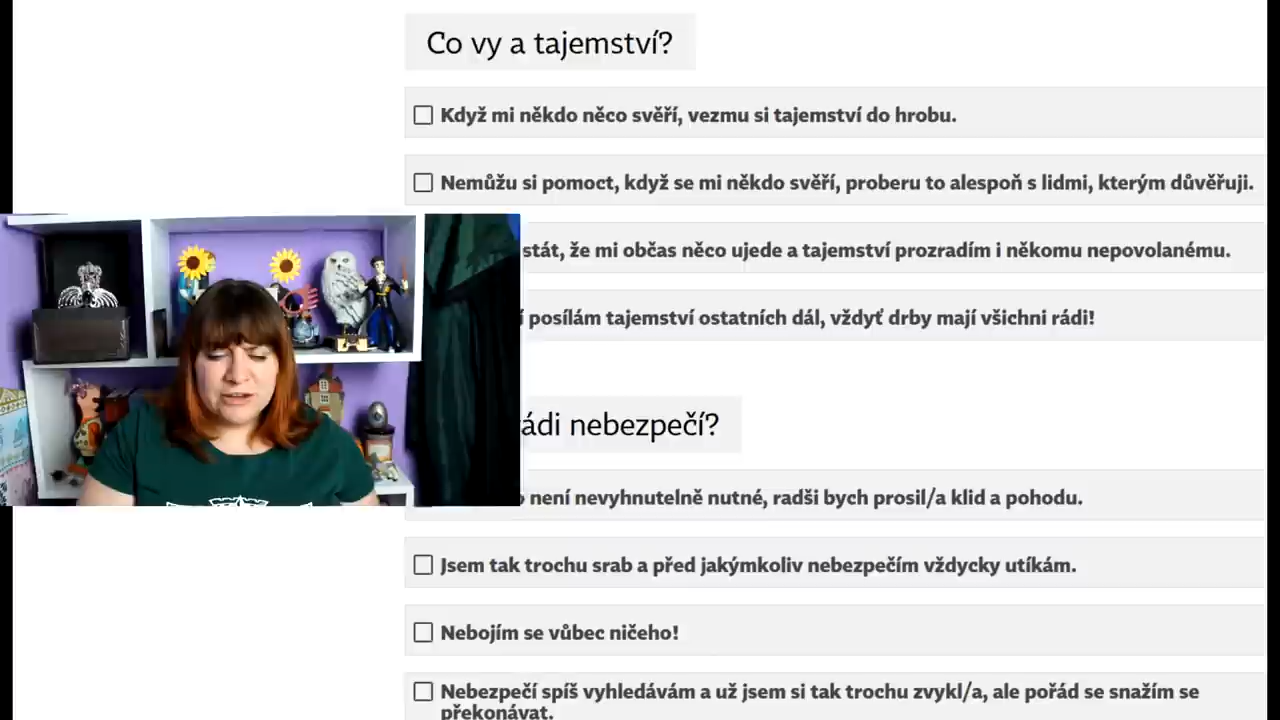 Co vy a tajemství?
Když mi někdo něco svěří, vezmu si tajemství do hrobu.
Nemůžu si pomoct, když se mi někdo svěří, proberu to alespoň s lidmi, kterým důvěřuji.
stát, že mi občas něco ujede a tajemství prozradím i někomu nepovolanému.
posílám tajemství ostatních dál, vždyť drby mají všichni rádi!
nebezpečí?
není nevyhnutelně nutné, radši bych prosil/a klid a pohodu.
Jsem tak trochu srab a před jakýmkoliv nebezpečím vždycky utíkám.
Nebojím se vůbec ničeho!
Nebezpečí spíš vyhledávám a už jsem si tak trochu zvykl/a, ale pořád se snažím se
překonávat.